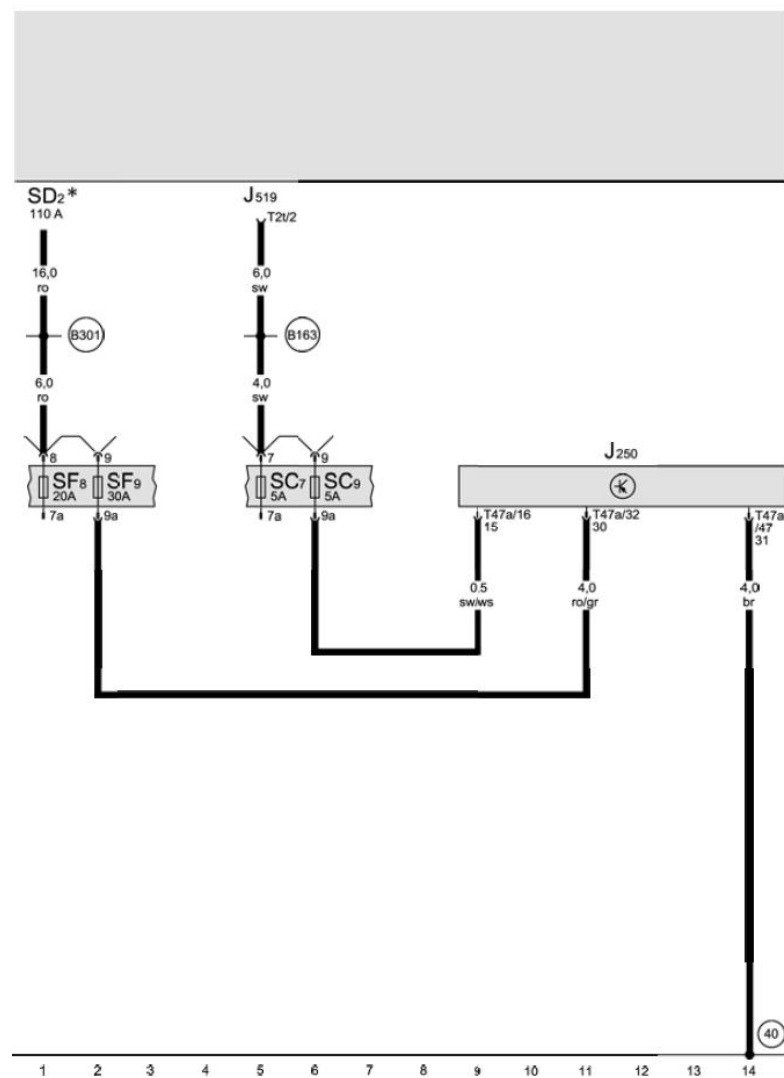 SD2* J519
110 A T2t/2
16,0 6,0
ro sw
B301 B163
6,0 4,0
ro sw
8 9 7 9 J250
SF8 SF9 SC7 SC9
20A 30A 5A 5A
7a 9a 7a 9a T47a/16 T47a/32 T47a
15 30 /47
31
0.5 4,0 4,0
sw/ws ro/gr br
40
1 2 3 4 5 6 7 8 9 10 11 12 13 14